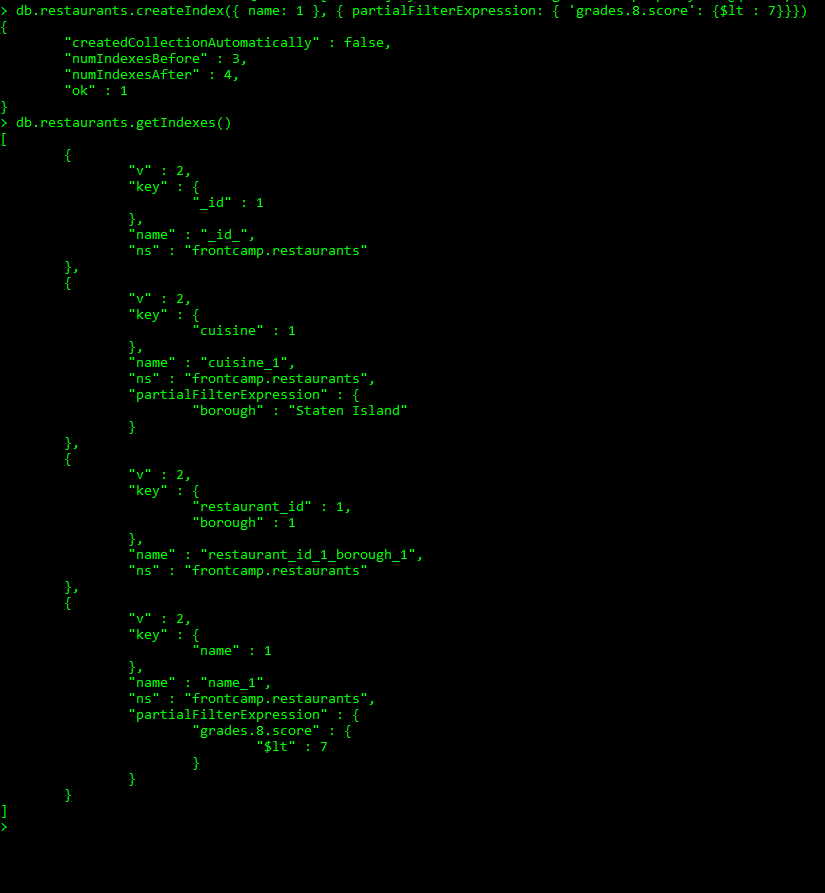 > db.restaurants.createIndex({ name: 1 }, { partialFilterExpression: { 'grades.8.score': {$lt : 7}}})
{
        "createdCollectionAutomatically" : false,
        "numIndexesBefore" : 3,
        "numIndexesAfter" : 4,
        "ok" : 1
}
> db.restaurants.getIndexes()
[
        {
                "v" : 2,
                "key" : {
                        "_id" : 1
                },
                "name" : "_id_",
                "ns" : "frontcamp.restaurants"
        },
        {
                "v" : 2,
                "key" : {
                        "cuisine" : 1
                },
                "name" : "cuisine_1",
                "ns" : "frontcamp.restaurants",
                "partialFilterExpression" : {
                        "borough" : "Staten Island"
                }
        },
        {
                "v" : 2,
                "key" : {
                        "restaurant_id" : 1,
                        "borough" : 1
                },
                "name" : "restaurant_id_1_borough_1",
                "ns" : "frontcamp.restaurants"
        },
        {
                "v" : 2,
                "key" : {
                        "name" : 1
                },
                "name" : "name_1",
                "ns" : "frontcamp.restaurants",
                "partialFilterExpression" : {
                        "grades.8.score" : {
                                "$lt" : 7
                        }
                }
        }
]
>